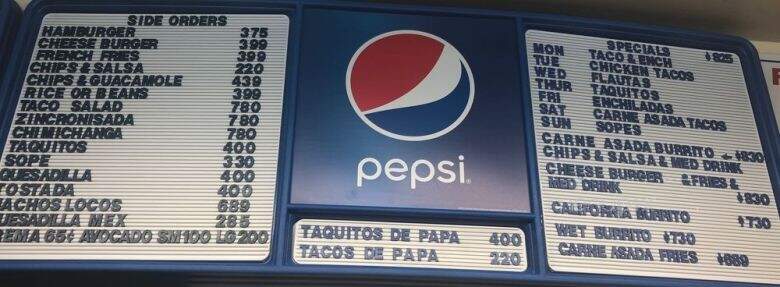 SIDE ORDERS
HAMBURGER 375
CHEESE BURGER 399
FRENCH FRIES 399
CHIPS & SALSA 220
CHIPS & GUACAMOLE 439
RICE OR BEANS 399
TACO SALAD 780
ZINCRONISADA 780
CHIMICHANGA 780
TAQUITOS 400
SOPE 330
QUESADILLA 400
TOSTADA 400
NACHOS LOCOS 689
QUESADILLA MEX 285
REMA 65¢ AVOCADO SM100 LG200
pepsi
TAQUITOS DE PAPA 400
TACOS DE PAPA 220
SPECIALS
MON TACO & ENCH $825
TUE CHICKEN TACOS
WED FLAUTAS
THUR TAQUITOS
FRI ENCHILADAS
SAT CARNE ASADA TACOS
SUN SOPES
CARNE ASADA BURRITO $830
CHIPS & SALSA & MED DRINK
CHEESE BURGER & FRIES &
MED DRINK $830
CALIFORNIA BURRITO $730
WET BURRITO $730
CARNE ASADA FRIES $689